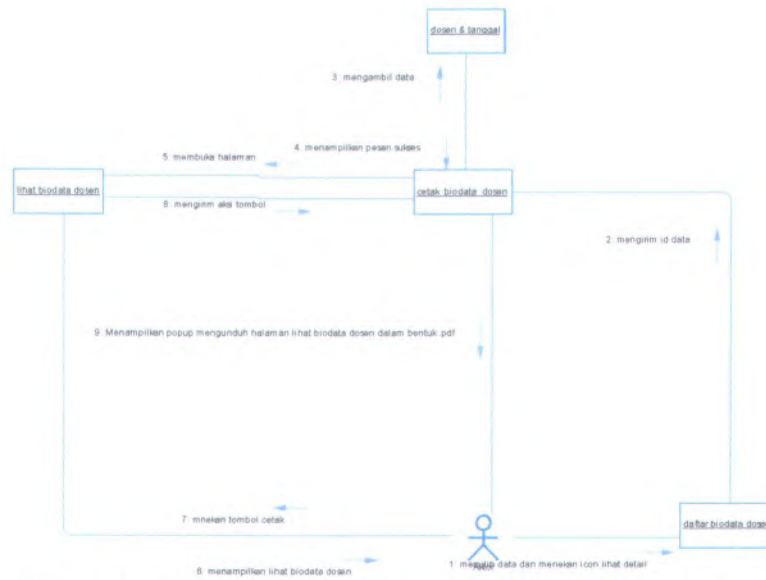 dosen & tanggal
3: mengambil data
4: menampilkan pesan sukses
5: membuka halaman
lihat biodata dosen
cetak biodata dosen
8: mengirim aksi tombol
2: mengirim id data
9: Menampilkan popup mengunduh halaman lihat biodata dosen dalam bentuk .pdf
7: mnekan tombol cetak
daftar biodata dose
1: data dan menekan icon lihat detail
6: menampilkan lihat biodata dosen